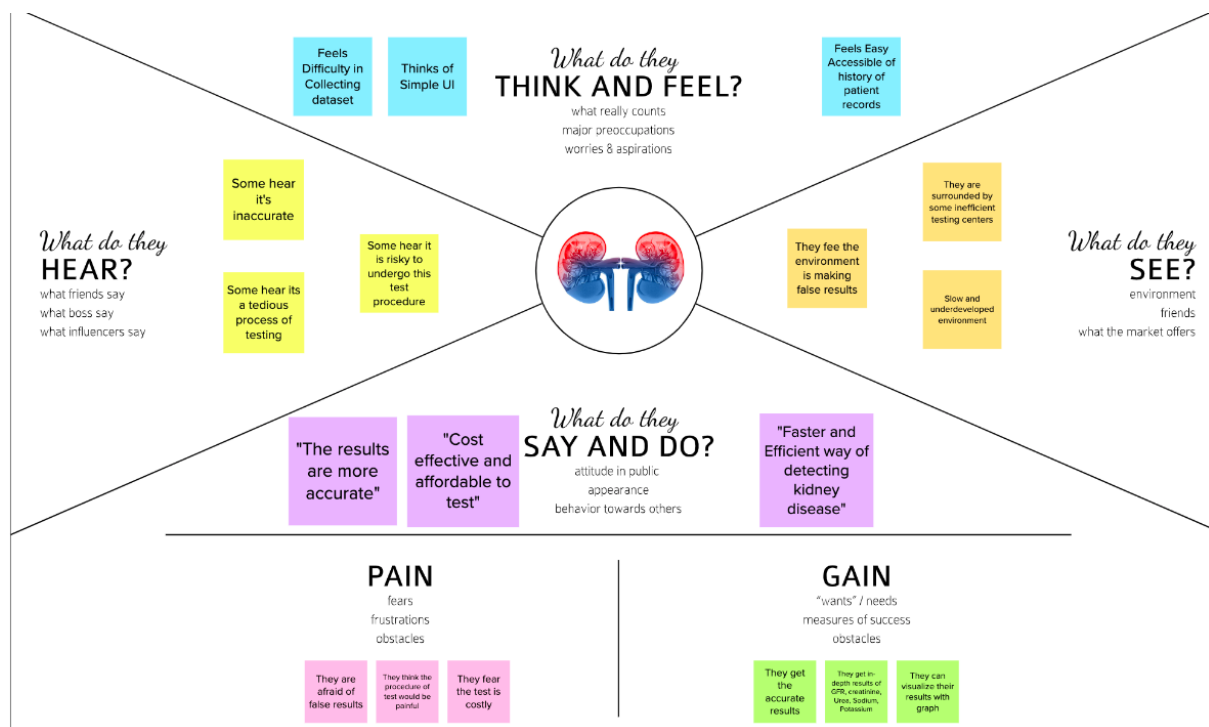 Feels
Difficulty in
Collecting
dataset
Thinks of
Simple UI
What do they
THINK AND FEEL?
what really counts
major preoccupations
worries & aspirations
Feels Easy
Accessible of
history of
patient
records
What do they
HEAR?
what friends say
what boss say
what influencers say
Some hear
it's
inaccurate
Some hear its
a tedious
process of
testing
Some hear it
is risky to
undergo this
test
procedure
They fee the
environment
is making
false results
They are
surrounded by
some inefficient
testing centers
Slow and
underdeveloped
environment
What do they
SEE?
environment
friends
what the market offers
"The results
are more
accurate"
"Cost
effective and
affordable to
test"
What do they
SAY AND DO?
attitude in public
appearance
behavior towards others
"Faster and
Efficient way of
detecting
kidney
disease"
PAIN
fears
frustrations
obstacles
They are
afraid of
false results
They think the
procedure of
test would be
painful
They fear
the test is
costly
GAIN
“wants” / needs
measures of success
obstacles
They get
the
accurate
results
They get in-
depth results of
GFR, creatinine,
Urea, Sodium,
Potassium
They can
visualize their
results with
graph